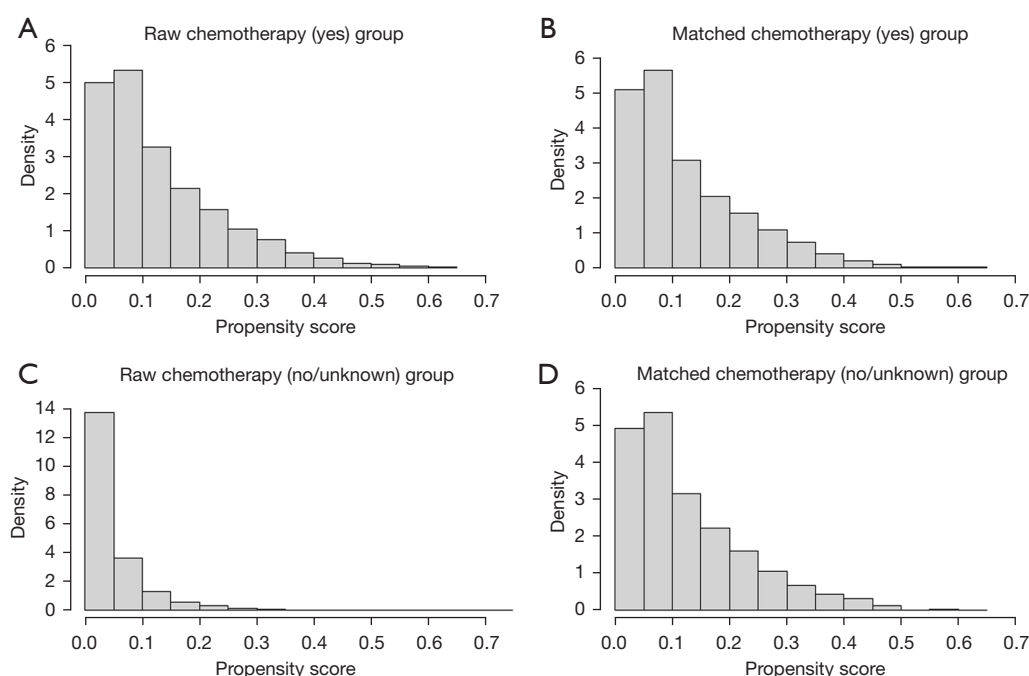 A
Raw chemotherapy (yes) group
6
5
4
3
2
1
0
Density
0.0 0.1 0.2 0.3 0.4 0.5 0.6 0.7
Propensity score
B
Matched chemotherapy (yes) group
6
5
4
3
2
1
0
Density
0.0 0.1 0.2 0.3 0.4 0.5 0.6 0.7
Propensity score
C
Raw chemotherapy (no/unknown) group
14
12
10
8
6
4
2
0
Density
0.0 0.1 0.2 0.3 0.4 0.5 0.6 0.7
Propensity score
D
Matched chemotherapy (no/unknown) group
6
5
4
3
2
1
0
Density
0.0 0.1 0.2 0.3 0.4 0.5 0.6 0.7
Propensity score